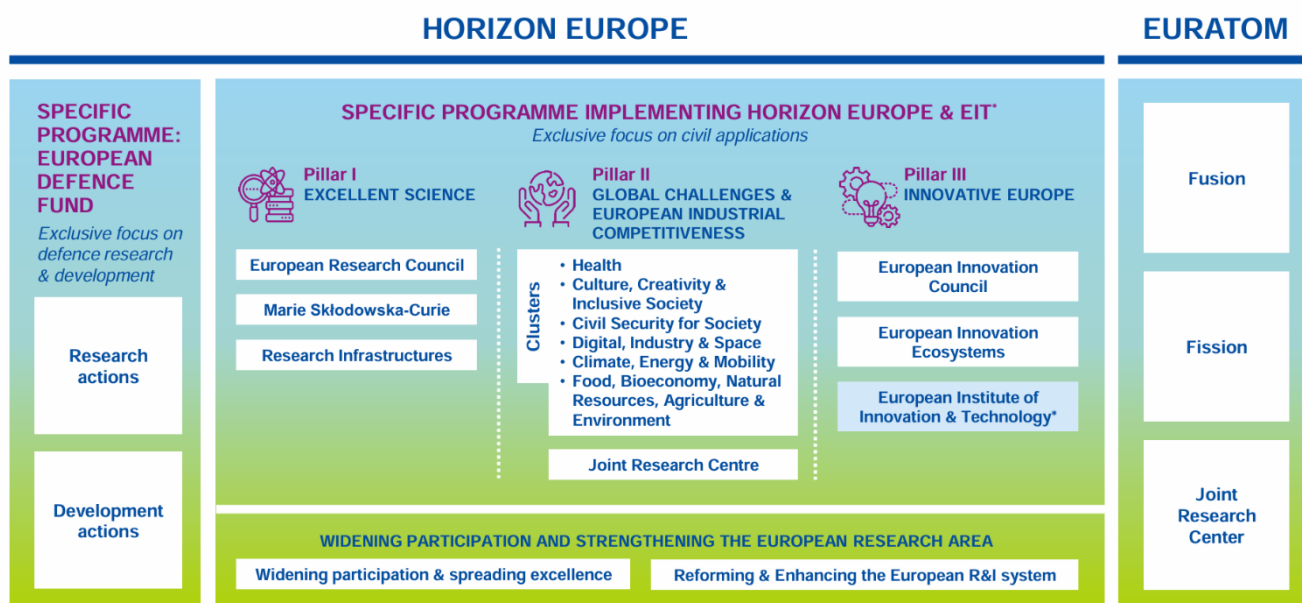 HORIZON EUROPE
EURATOM
SPECIFIC
PROGRAMME:
EUROPEAN
DEFENCE
FUND
Exclusive focus on
defence research
& development
Research
actions
Development
actions
SPECIFIC PROGRAMME IMPLEMENTING HORIZON EUROPE & EIT*
Exclusive focus on civil applications
Pillar I
EXCELLENT SCIENCE
European Research Council
Marie Skłodowska-Curie
Research Infrastructures
Pillar II
GLOBAL CHALLENGES &
EUROPEAN INDUSTRIAL
COMPETITIVENESS
Clusters
• Health
• Culture, Creativity &
Inclusive Society
• Civil Security for Society
• Digital, Industry & Space
• Climate, Energy & Mobility
• Food, Bioeconomy, Natural
Resources, Agriculture &
Environment
Joint Research Centre
Pillar III
INNOVATIVE EUROPE
European Innovation
Council
European Innovation
Ecosystems
European Institute of
Innovation & Technology*
WIDENING PARTICIPATION AND STRENGTHENING THE EUROPEAN RESEARCH AREA
Widening participation & spreading excellence
Reforming & Enhancing the European R&I system
Fusion
Fission
Joint
Research
Center